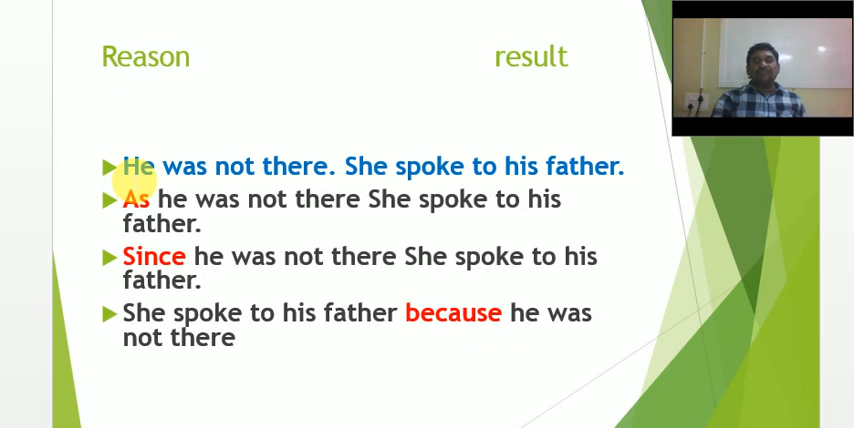 Reason result
He was not there. She spoke to his father.
As he was not there She spoke to his
father.
Since he was not there She spoke to his
father.
She spoke to his father because he was
not there